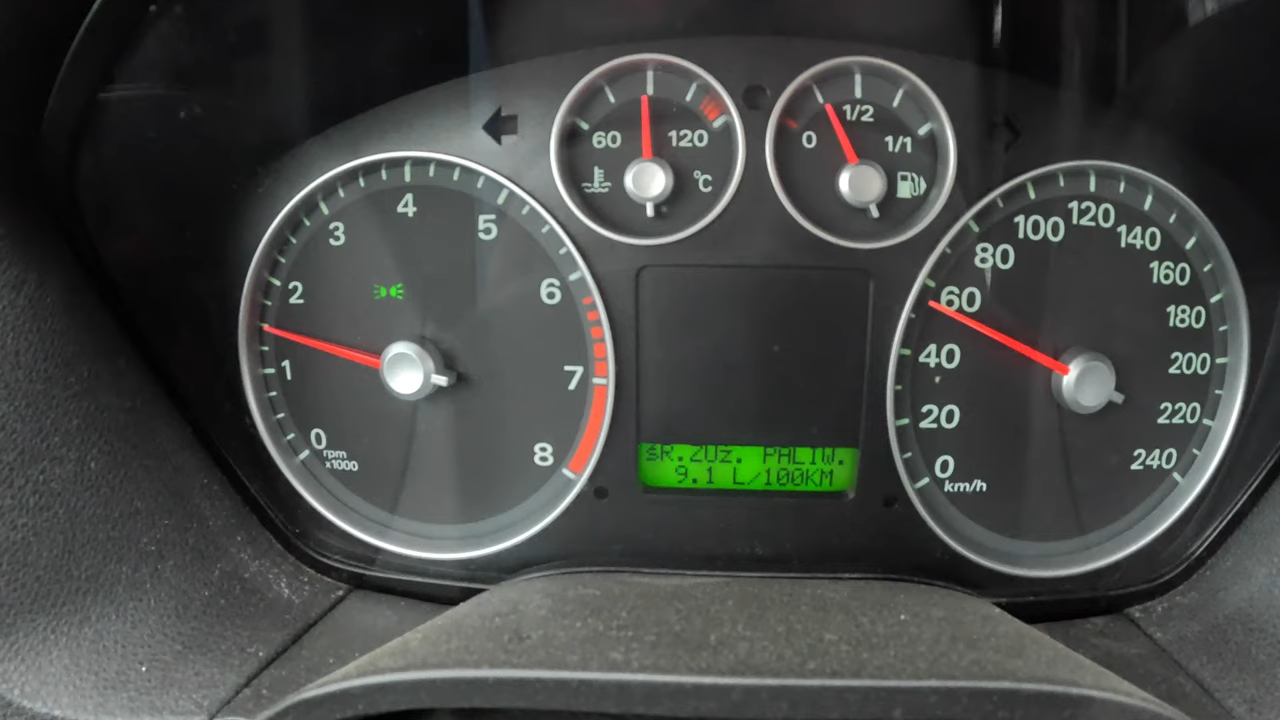 60 120
°C
0 1/2 1/1
0 1 2 3 4 5 6 7 8
rpm
x1000
ŚR.ZUŻ. PALIW.
9.1 L/100KM
0 20 40 60 80 100 120 140 160 180 200 220 240
km/h